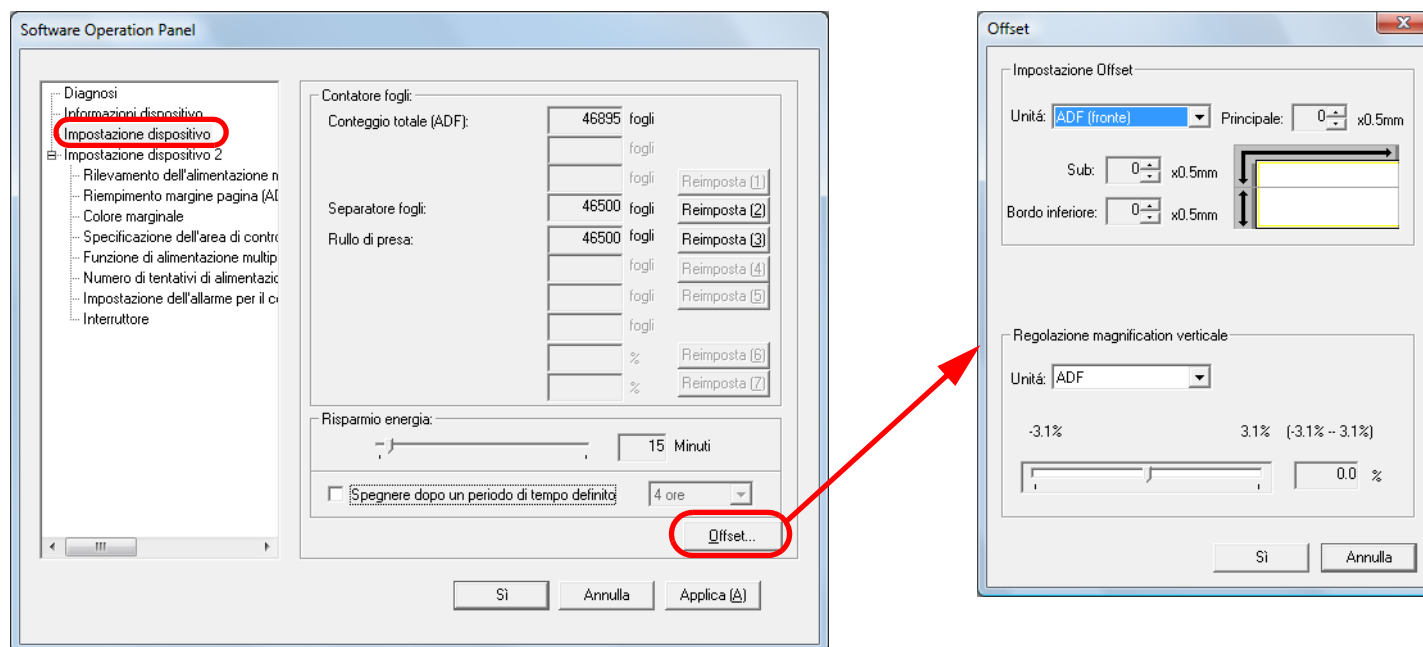 Software Operation Panel
Diagnosi
Informazioni dispositivo
Impostazione dispositivo
Impostazione dispositivo 2
Rilevamento dell'alimentazione n
Riempimento margine pagina (AD
Colore marginale
Specificazione dell'area di contro
Funzione di alimentazione multip
Numero di tentativi di alimentazio
Impostazione dell'allarme per il co
Interruttore
Contatore fogli:
Conteggio totale (ADF): 46895 fogli
fogli
fogli Reimposta (1)
Separatore fogli: 46500 fogli Reimposta (2)
Rullo di presa: 46500 fogli Reimposta (3)
fogli Reimposta (4)
fogli Reimposta (5)
fogli
% Reimposta (6)
% Reimposta (7)
Risparmio energia:
15 Minuti
Spegnere dopo un periodo di tempo definito 4 ore
Offset...
Sì Annulla Applica (A)
Offset
Impostazione Offset
Unitá: ADF (fronte) Principale: 0 x0.5mm
Sub: 0 x0.5mm
Bordo inferiore: 0 x0.5mm
Regolazione magnification verticale
Unitá: ADF
-3.1% 3.1% (-3.1% -- 3.1%)
0.0 %
Sì Annulla